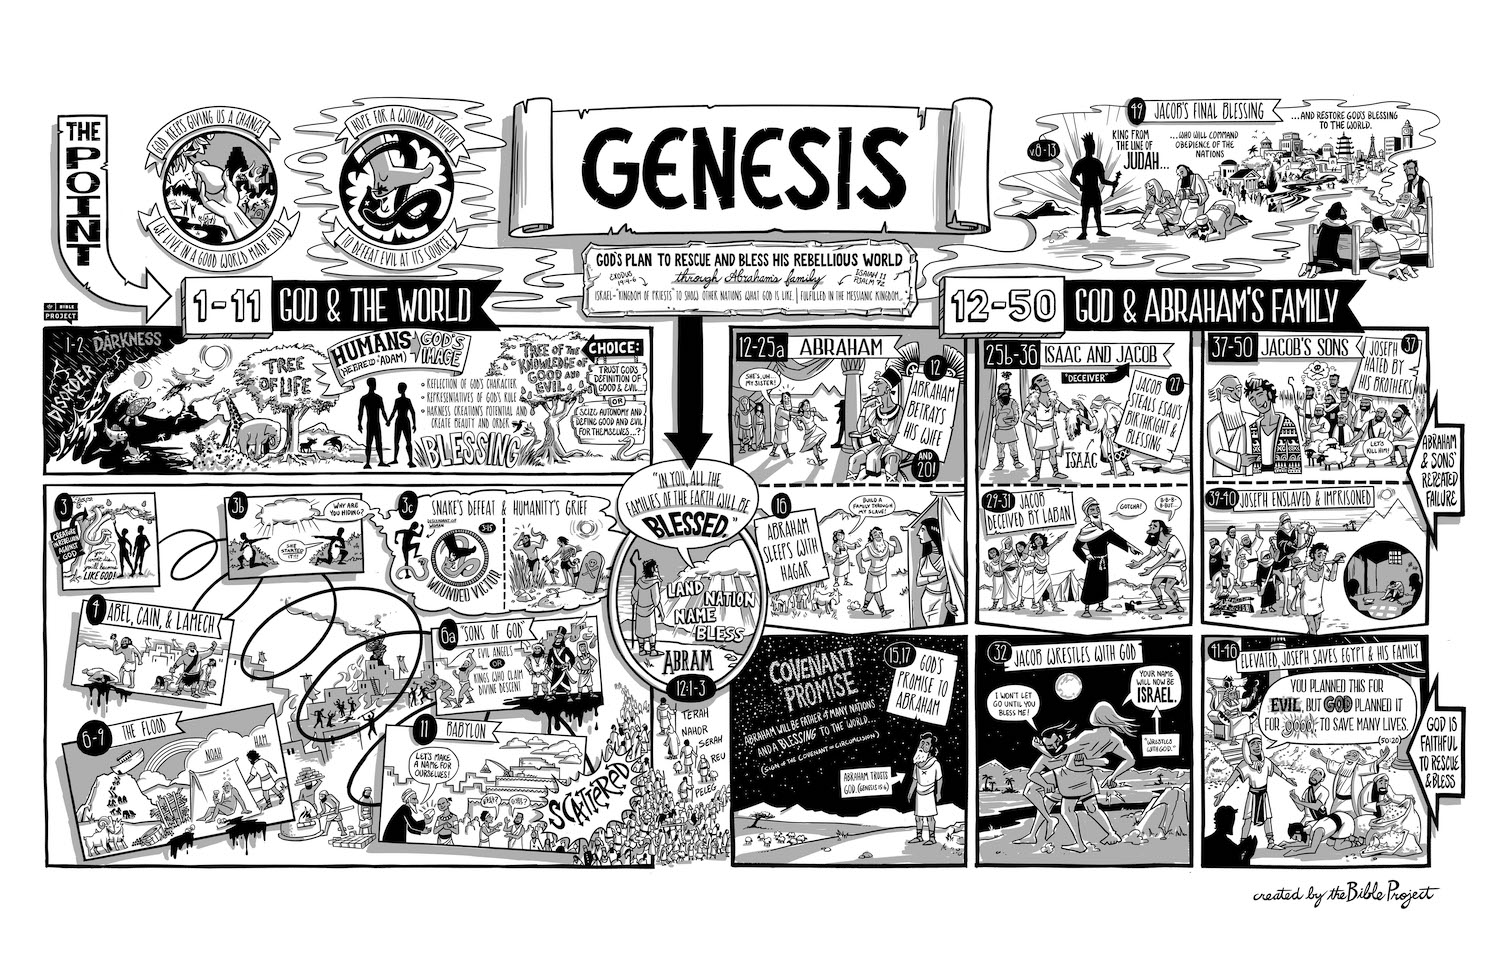 THE
POINT
GOD KEEPS GIVING US A CHANCE
WE LIVE IN A GOOD WORLD MADE BAD
HOPE FOR A WOUNDED VICTOR
TO DEFEAT EVIL AT ITS SOURCE
GENESIS
GOD'S PLAN TO RESCUE AND BLESS HIS REBELLIOUS WORLD
through Abraham's family
EXODUS
19:4-6
ISAIAH 11
PSALM 72
ISRAEL="KINGDOM OF PRIESTS" TO SHOW OTHER NATIONS WHAT GOD IS LIKE.
FULFILLED IN THE MESSIANIC KINGDOM...
49 JACOB'S FINAL BLESSING
v.8-13
KING FROM
THE LINE OF
JUDAH...
...WHO WILL COMMAND
OBEDIENCE OF THE
NATIONS
...AND RESTORE GOD'S BLESSING
TO THE WORLD.
BIBLE
PROJECT
1-11 GOD & THE WORLD
1-2 DARKNESS
DISORDER
TREE
OF LIFE
HUMANS
(HEBREW="ADAM)
GOD'S
IMAGE
• REFLECTION OF GOD'S CHARACTER
• REPRESENTATIVES OF GOD'S RULE
• HARNESS CREATION'S POTENTIAL AND
CREATE BEAUTY AND ORDER
BLESSING
TREE OF THE
KNOWLEDGE OF
GOOD AND
EVIL
CHOICE:
TRUST GOD'S
DEFINITION OF
GOOD & EVIL...
OR
SEIZE AUTONOMY AND
DEFINE GOOD AND EVIL
FOR THEMSELVES...?
3
CREATURE
IN REBELLION
AGAINST
GOD
you'll become
LIKE GOD!
3b
WHY ARE
YOU HIDING?
SHE
STARTED
IT!!
3c
SNAKE'S DEFEAT & HUMANITY'S GRIEF
DESCENDANT OF
WOMAN
3:15
WOUNDED VICTOR
4 ABEL, CAIN, & LAMECH
6a "SONS OF GOD"
EVIL ANGELS
OR
KINGS WHO CLAIM
DIVINE DESCENT
6-9 THE FLOOD
NOAH
HAM
11 BABYLON
LET'S MAKE
A NAME FOR
OURSELVES!
SCATTERED
"IN YOU, ALL THE
FAMILIES OF THE EARTH WILL BE
BLESSED."
LAND
NATION
NAME
BLESS
ABRAM
12:1-3
TERAH
NAHOR
SERAH
REU
PELEG
12-50 GOD & ABRAHAM'S FAMILY
12-25a ABRAHAM
SHE'S, UH...
MY SISTER!
12
ABRAHAM
BETRAYS
HIS WIFE
AND
20!
16
ABRAHAM
SLEEPS WITH
HAGAR
BUILD A
FAMILY THROUGH
MY SLAVE!
COVENANT
PROMISE
ABRAHAM WILL BE FATHER of MANY NATIONS
AND A BLESSING TO THE WORLD.
(SIGN of THE COVENANT = CIRCUMCISION)
15,17
GOD'S
PROMISE TO
ABRAHAM
ABRAHAM TRUSTS
GOD. (GENESIS 15:6)
25b-36 ISAAC AND JACOB
"DECEIVER"
ISAAC
27
JACOB
STEALS ESAU'S
BIRTHRIGHT &
BLESSING
29-31 JACOB
DECEIVED BY LABAN
GOTCHA!
B-B-B-
BUT...
32 JACOB WRESTLES WITH GOD
I WON'T LET
GO UNTIL YOU
BLESS ME!
YOUR NAME
WILL NOW BE
ISRAEL.
"WRESTLES
WITH GOD."
37-50 JACOB'S SONS
37
JOSEPH
HATED BY
HIS BROTHERS
LET'S
KILL HIM!
39-40 JOSEPH ENSLAVED & IMPRISONED
41-46 ELEVATED, JOSEPH SAVES EGYPT & HIS FAMILY
YOU PLANNED THIS FOR
EVIL, BUT GOD PLANNED IT
FOR GOOD, TO SAVE MANY LIVES.
(50:20)
ABRAHAM
& SONS'
REPEATED
FAILURE
GOD IS
FAITHFUL
TO RESCUE
& BLESS
created by the Bible Project